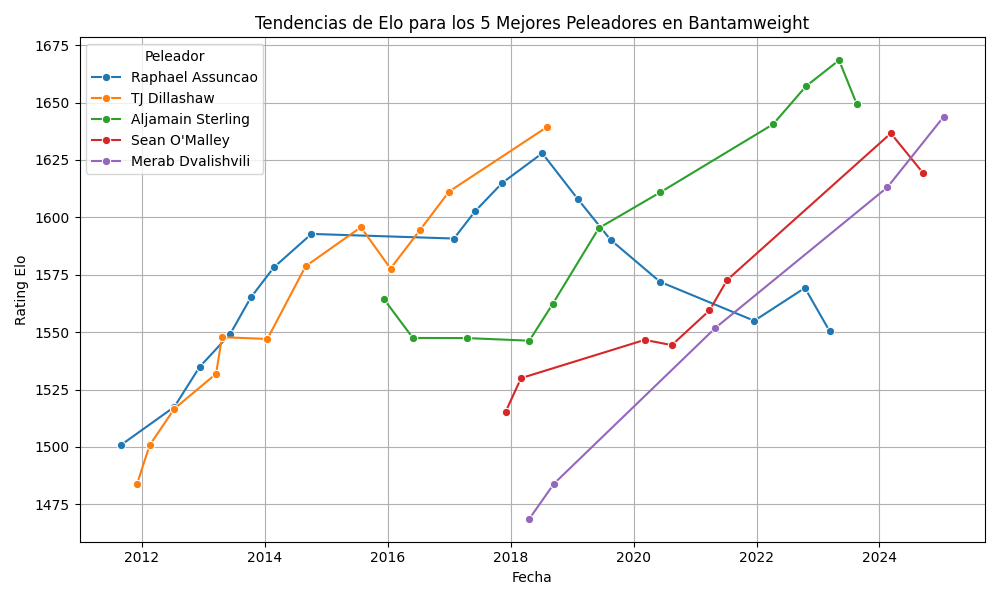 Tendencias de Elo para los 5 Mejores Peleadores en Bantamweight
Peleador
Raphael Assuncao
TJ Dillashaw
Aljamain Sterling
Sean O'Malley
Merab Dvalishvili
Rating Elo
1675
1650
1625
1600
1575
1550
1525
1500
1475
2012
2014
2016
2018
2020
2022
2024
Fecha